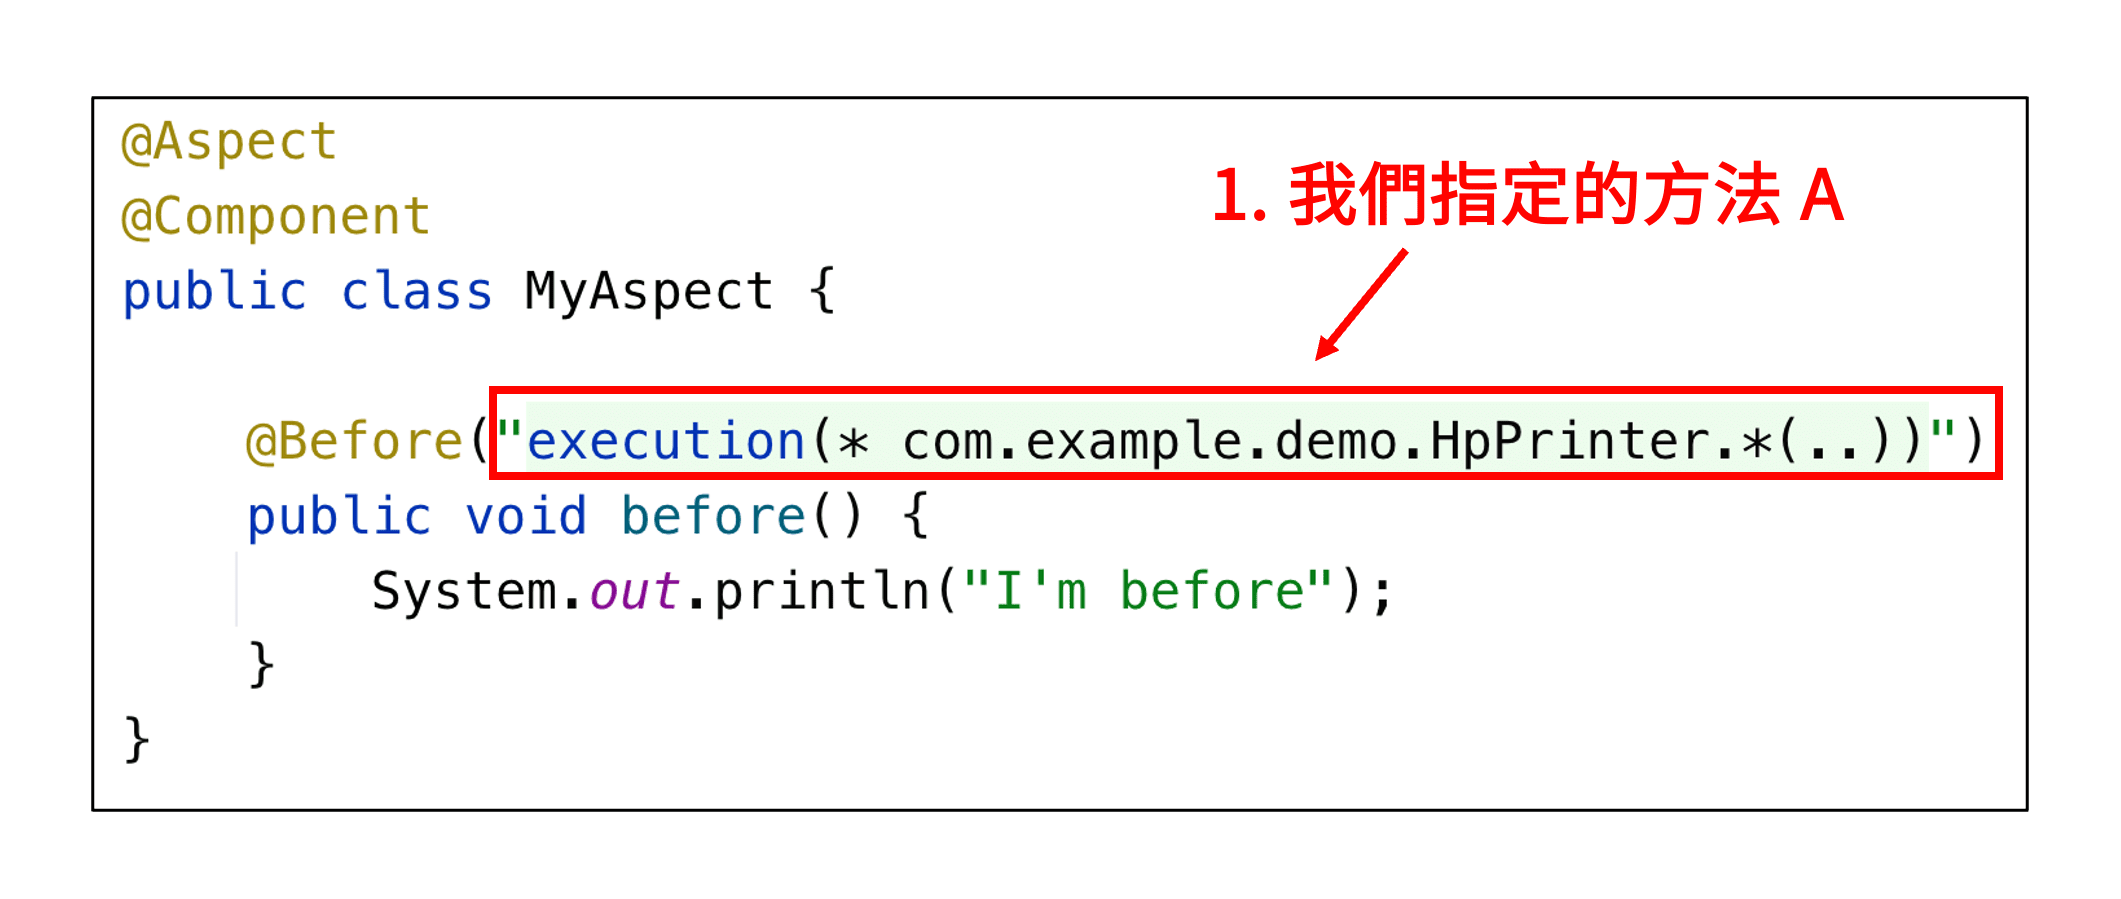 @Aspect
@Component
1. 我們指定的方法 A
public class MyAspect {
@Before("execution(* com.example.demo.HpPrinter.*(..))")
public void before() {
System.out.println("I'm before");
}
}